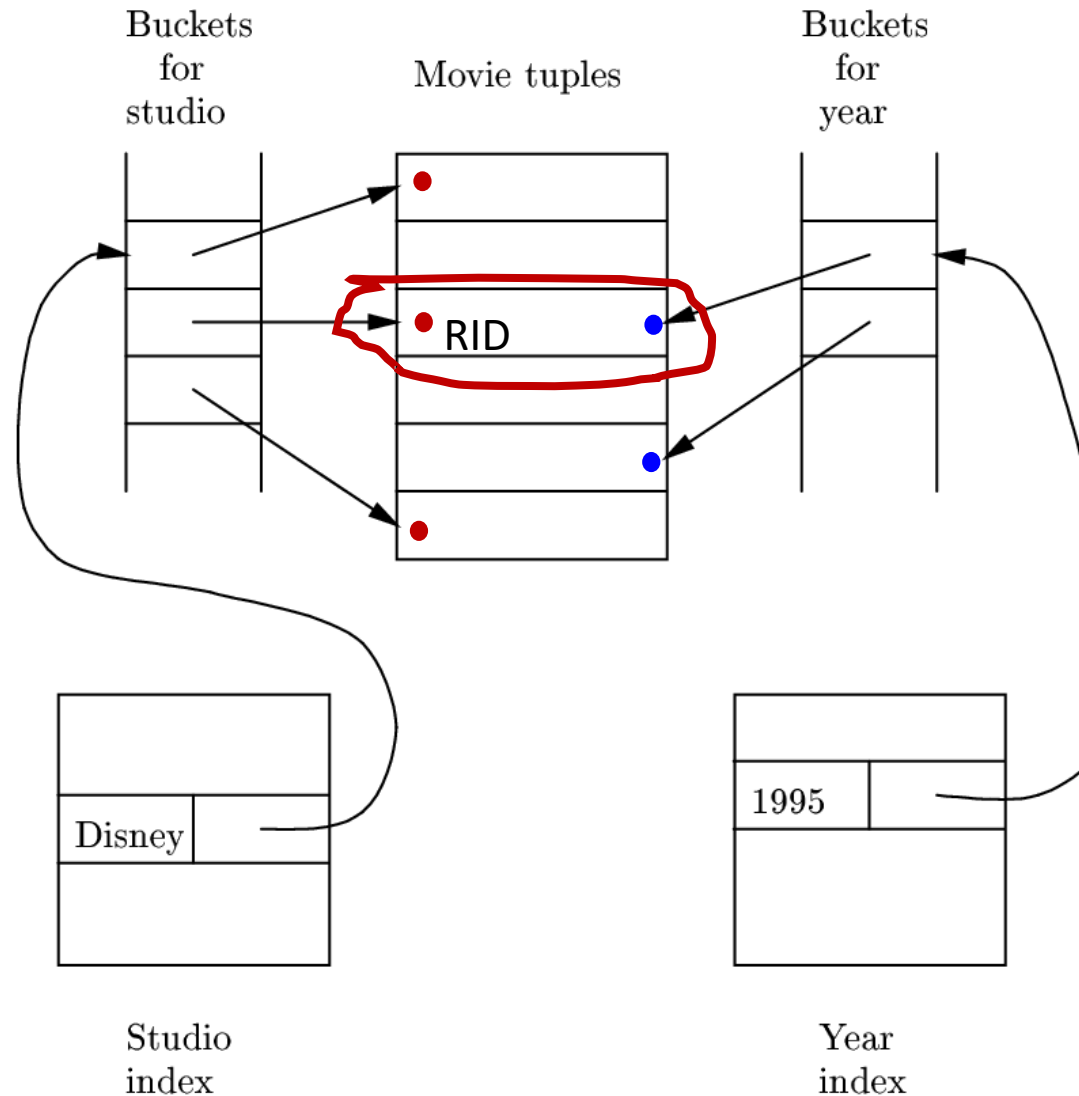 Buckets
for
studio
Movie tuples
Buckets
for
year
RID
Disney
1995
Studio
index
Year
index